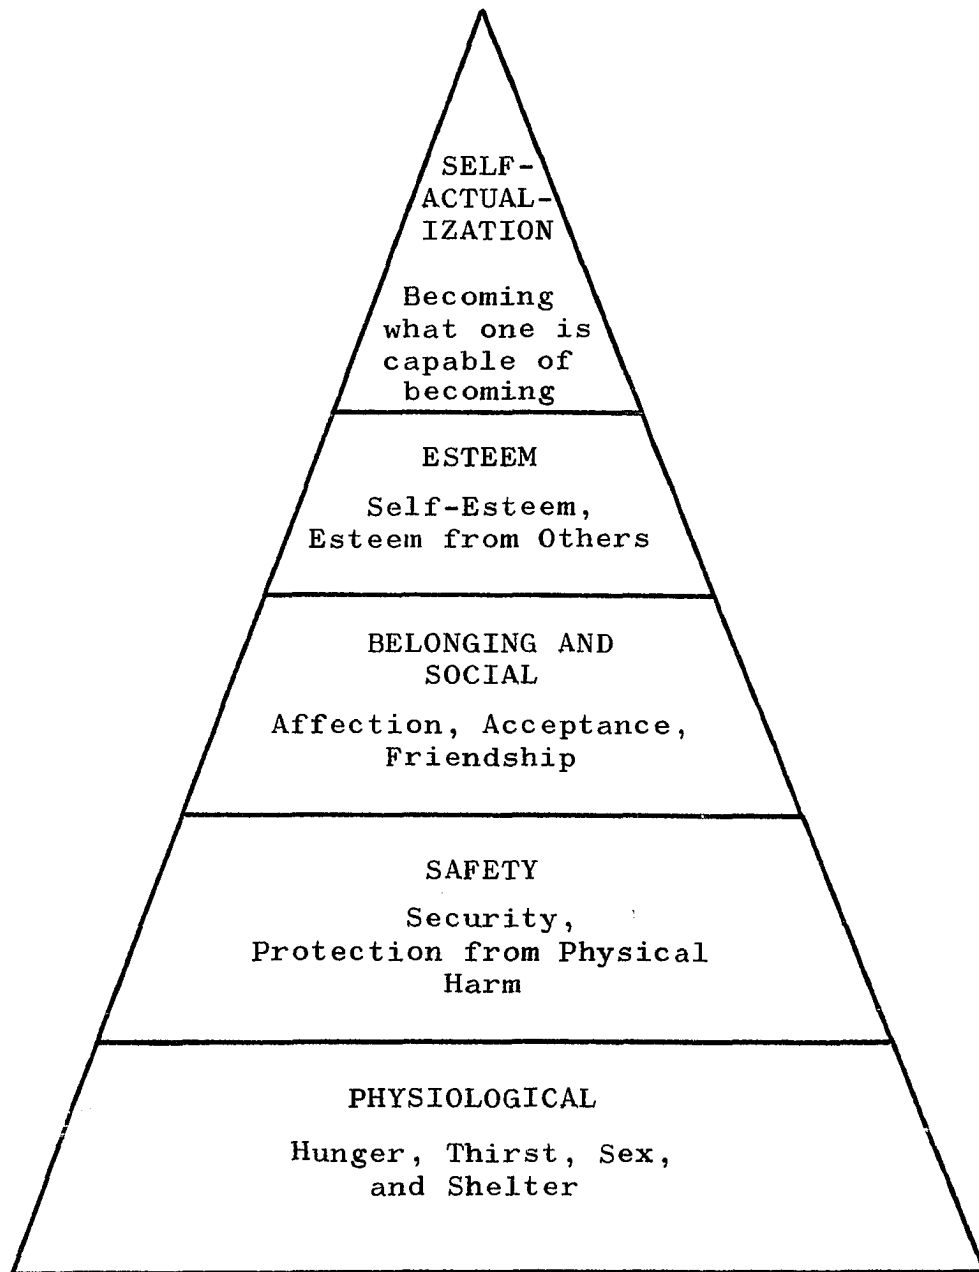 SELF-
ACTUAL-
IZATION
Becoming
what one is
capable of
becoming
ESTEEM
Self-Esteem,
Esteem from Others
BELONGING AND
SOCIAL
Affection, Acceptance,
Friendship
SAFETY
Security,
Protection from Physical
Harm
PHYSIOLOGICAL
Hunger, Thirst, Sex,
and Shelter